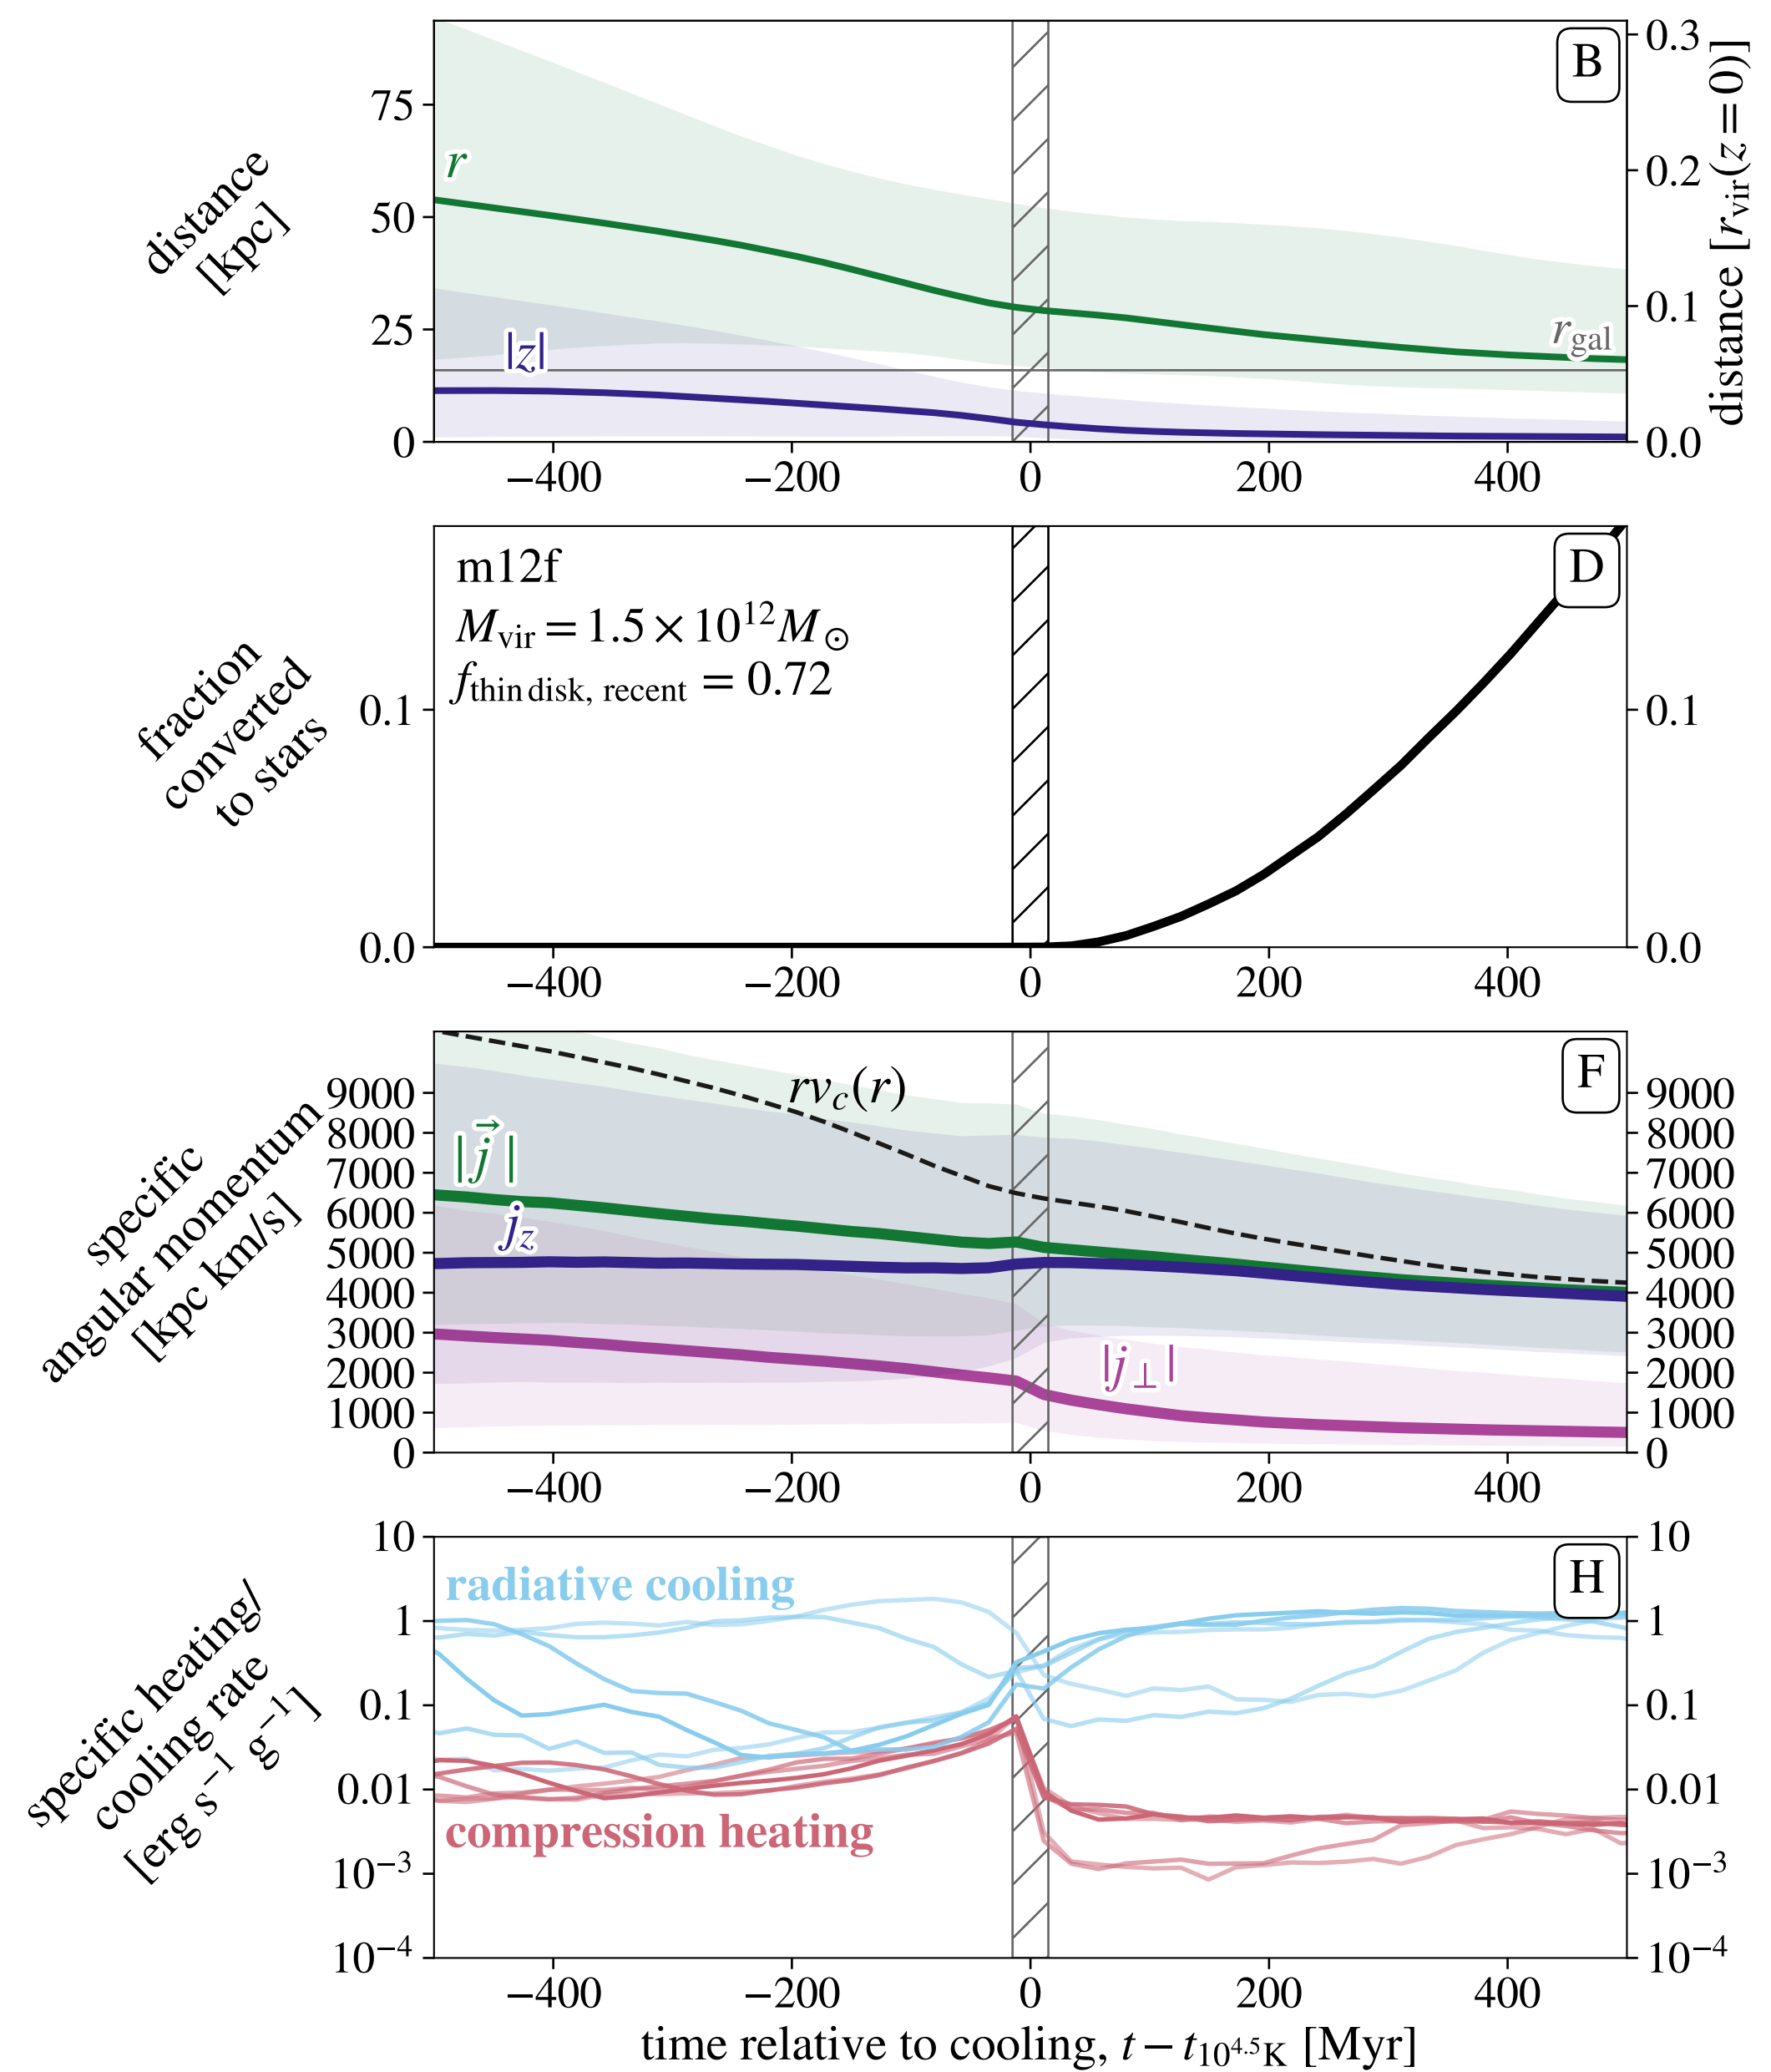 distance
[kpc]
75
50
25
0
r
|z|
r_gal
B
0.3
0.2
0.1
0.0
distance [r_vir(z = 0)]
−400 −200 0 200 400
fraction
converted
to stars
0.1
0.0
m12f
M_vir = 1.5 × 10^12 M_⊙
f_thin disk, recent = 0.72
D
0.1
0.0
−400 −200 0 200 400
specific
angular momentum
[kpc km/s]
9000
8000
7000
6000
5000
4000
3000
2000
1000
0
rv_c(r)
|j⃗|
j_z
|j_⊥|
F
9000
8000
7000
6000
5000
4000
3000
2000
1000
0
−400 −200 0 200 400
specific heating/
cooling rate
[erg s^−1 g^−1]
10
1
0.1
0.01
10^−3
10^−4
radiative cooling
compression heating
H
10
1
0.1
0.01
10^−3
10^−4
−400 −200 0 200 400
time relative to cooling, t − t_10^4.5 K [Myr]